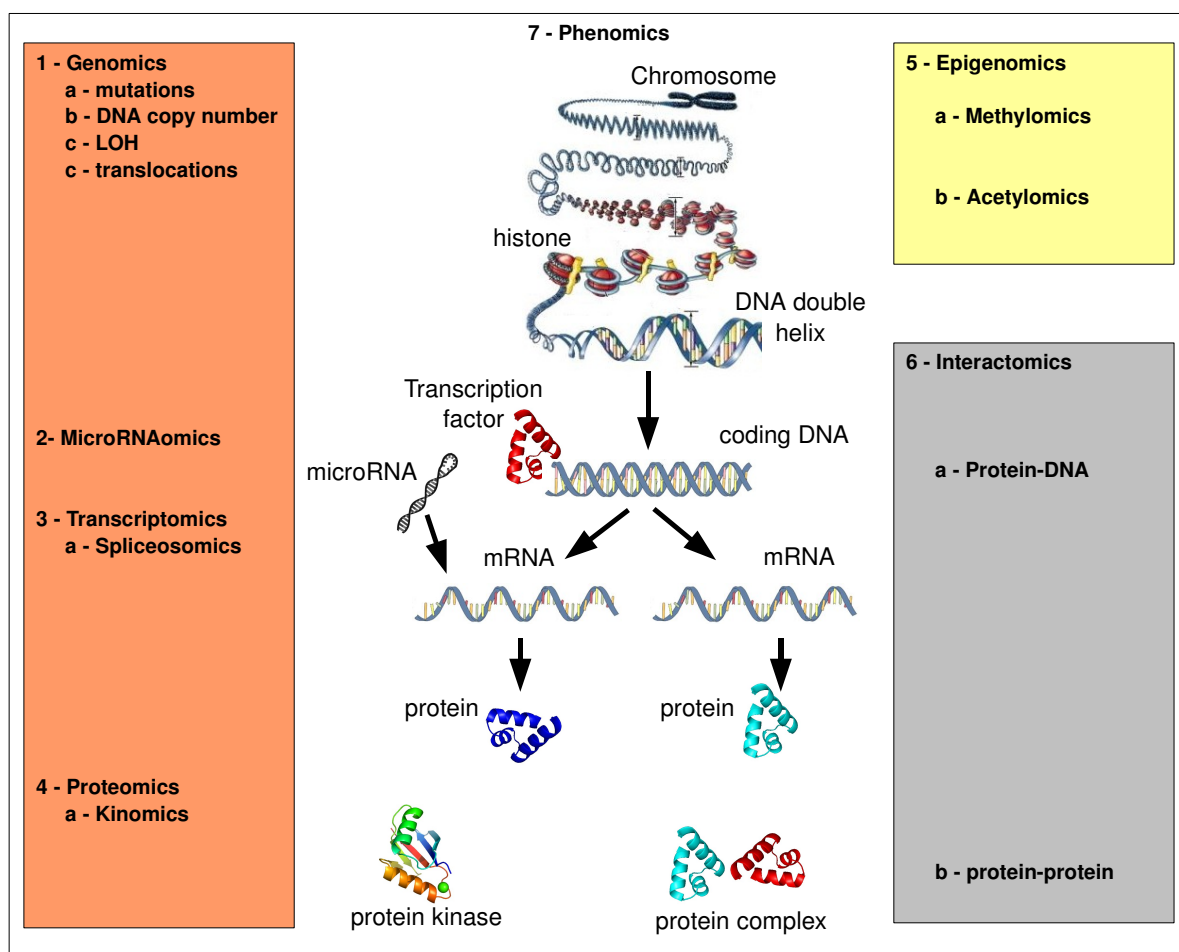 7 - Phenomics
1 - Genomics
a - mutations
b - DNA copy number
c - LOH
c - translocations
2- MicroRNAomics
3 - Transcriptomics
a - Spliceosomics
4 - Proteomics
a - Kinomics
Chromosome
histone
DNA double
helix
Transcription
factor
coding DNA
microRNA
mRNA
mRNA
protein
protein
protein kinase
protein complex
5 - Epigenomics
a - Methylomics
b - Acetylomics
6 - Interactomics
a - Protein-DNA
b - protein-protein